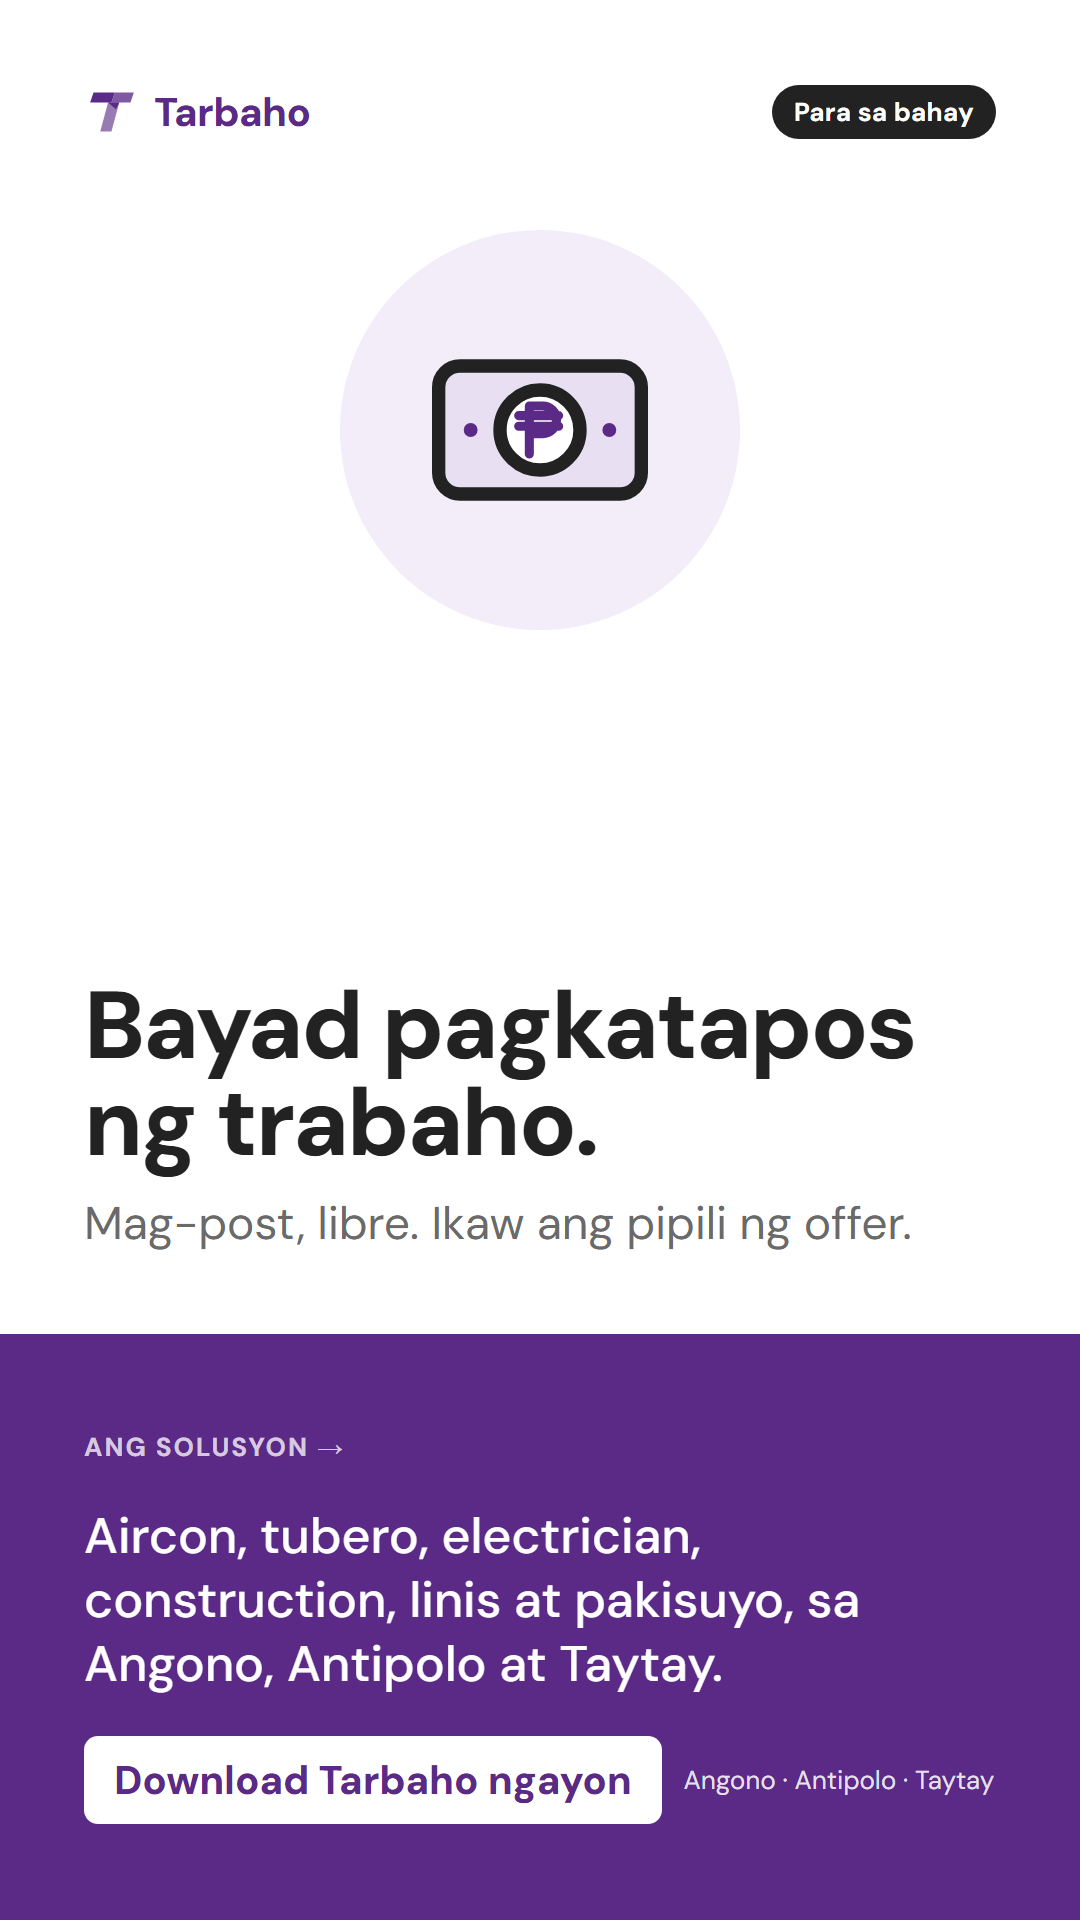 Tarbaho
Para sa bahay
₱
Bayad pagkatapos
ng trabaho.
Mag-post, libre. Ikaw ang pipili ng offer.
ANG SOLUSYON →
Aircon, tubero, electrician,
construction, linis at pakisuyo, sa
Angono, Antipolo at Taytay.
Download Tarbaho ngayon
Angono · Antipolo · Taytay